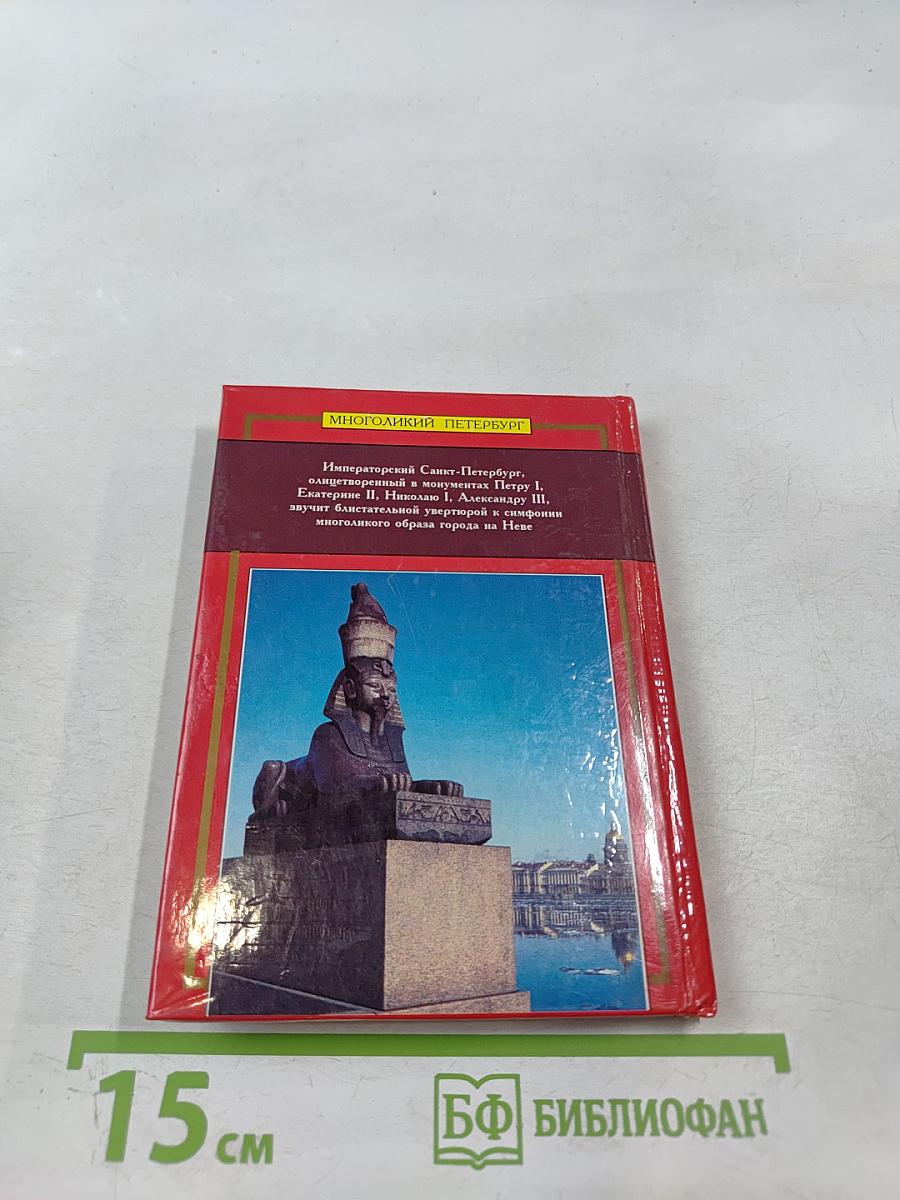 МНОГОЛИКИЙ ПЕТЕРБУРГ
Императорский Санкт-Петербург,
олицетворенный в монументах Петру I,
Екатерине II, Николаю I, Александру III,
звучит блистательной увертюрой к симфонии
многоликого образа города на Неве
15 см
БФ БИБЛИОФАН